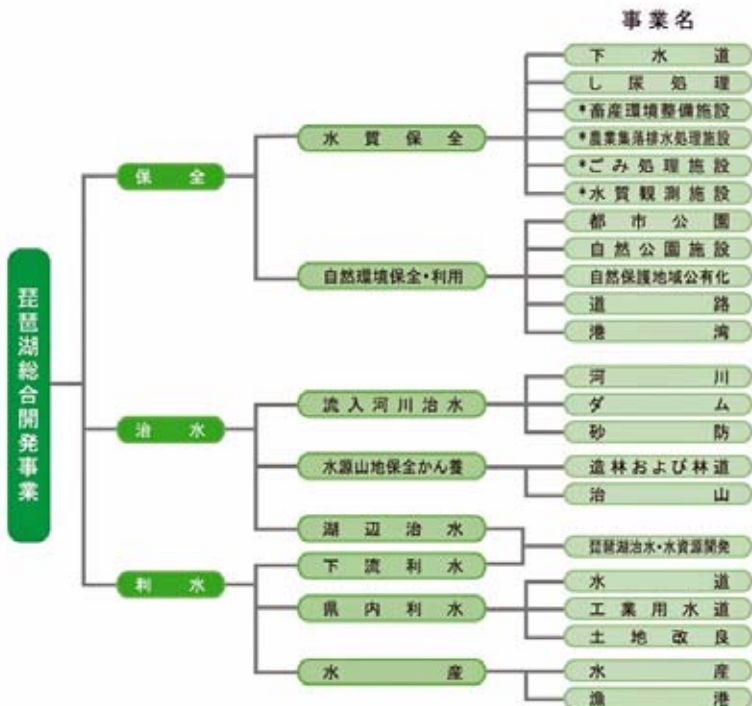 事業名
琵琶湖総合開発事業
保全
水質保全
下水道
し尿処理
*畜産環境整備施設
*農業集落排水処理施設
*ごみ処理施設
*水質観測施設
自然環境保全・利用
都市公園
自然公園施設
自然保護地域公有化
道路
港湾
治水
流入河川治水
河川
ダム
砂防
水源山地保全かん養
造林および林道
治山
湖辺治水
琵琶湖治水・水資源開発
利水
下流利水
県内利水
水道
工業用水道
土地改良
水産
水産
漁港